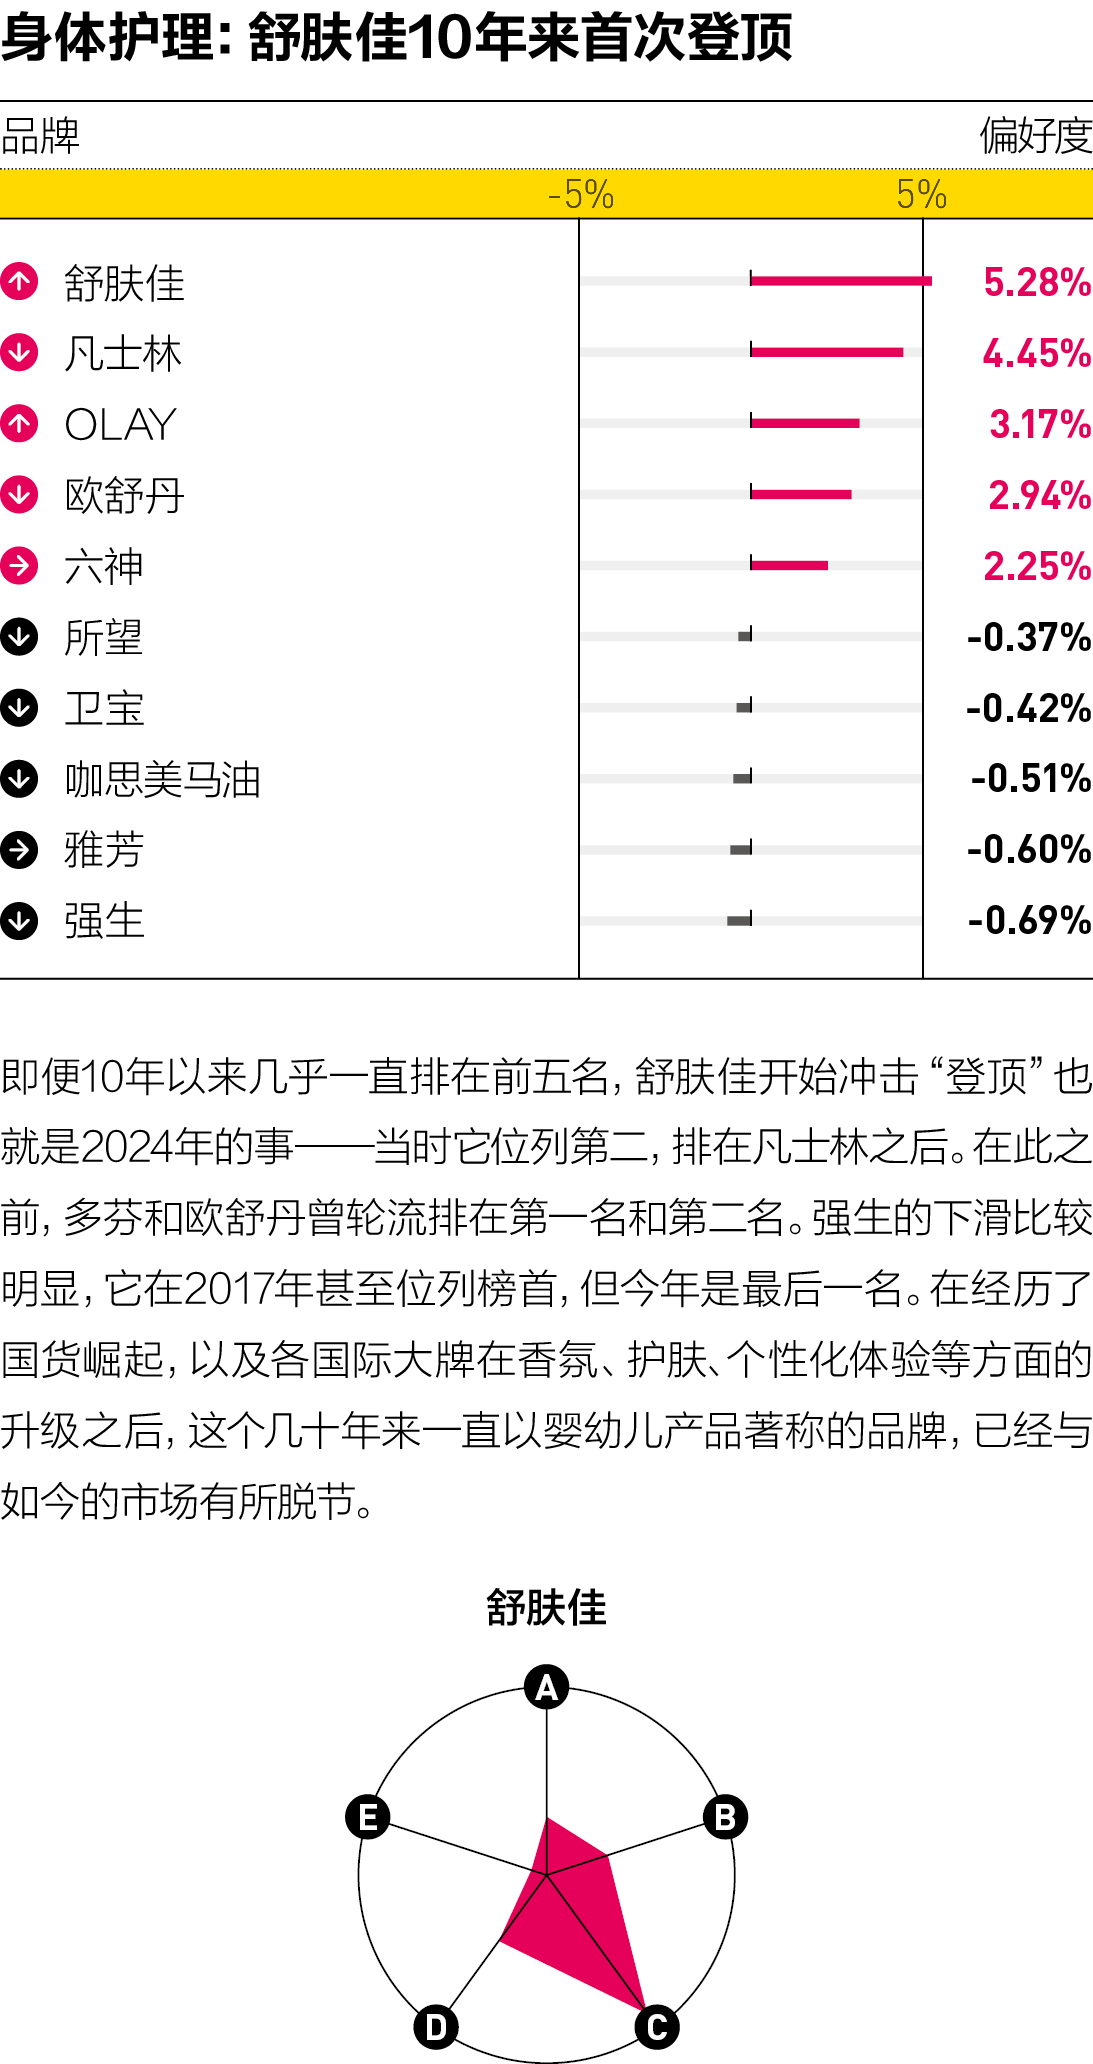 身体护理：舒肤佳10年来首次登顶
品牌 偏好度
-5% 5%
舒肤佳 5.28%
凡士林 4.45%
OLAY 3.17%
欧舒丹 2.94%
六神 2.25%
所望 -0.37%
卫宝 -0.42%
咖思美马油 -0.51%
雅芳 -0.60%
强生 -0.69%
即便10年以来几乎一直排在前五名，舒肤佳开始冲击“登顶”也
就是2024年的事——当时它位列第二，排在凡士林之后。在此之
前，多芬和欧舒丹曾轮流排在第一名和第二名。强生的下滑比较
明显，它在2017年甚至位列榜首，但今年是最后一名。在经历了
国货崛起，以及各国际大牌在香氛、护肤、个性化体验等方面的
升级之后，这个几十年来一直以婴幼儿产品著称的品牌，已经与
如今的市场有所脱节。
舒肤佳
A
E B
D C